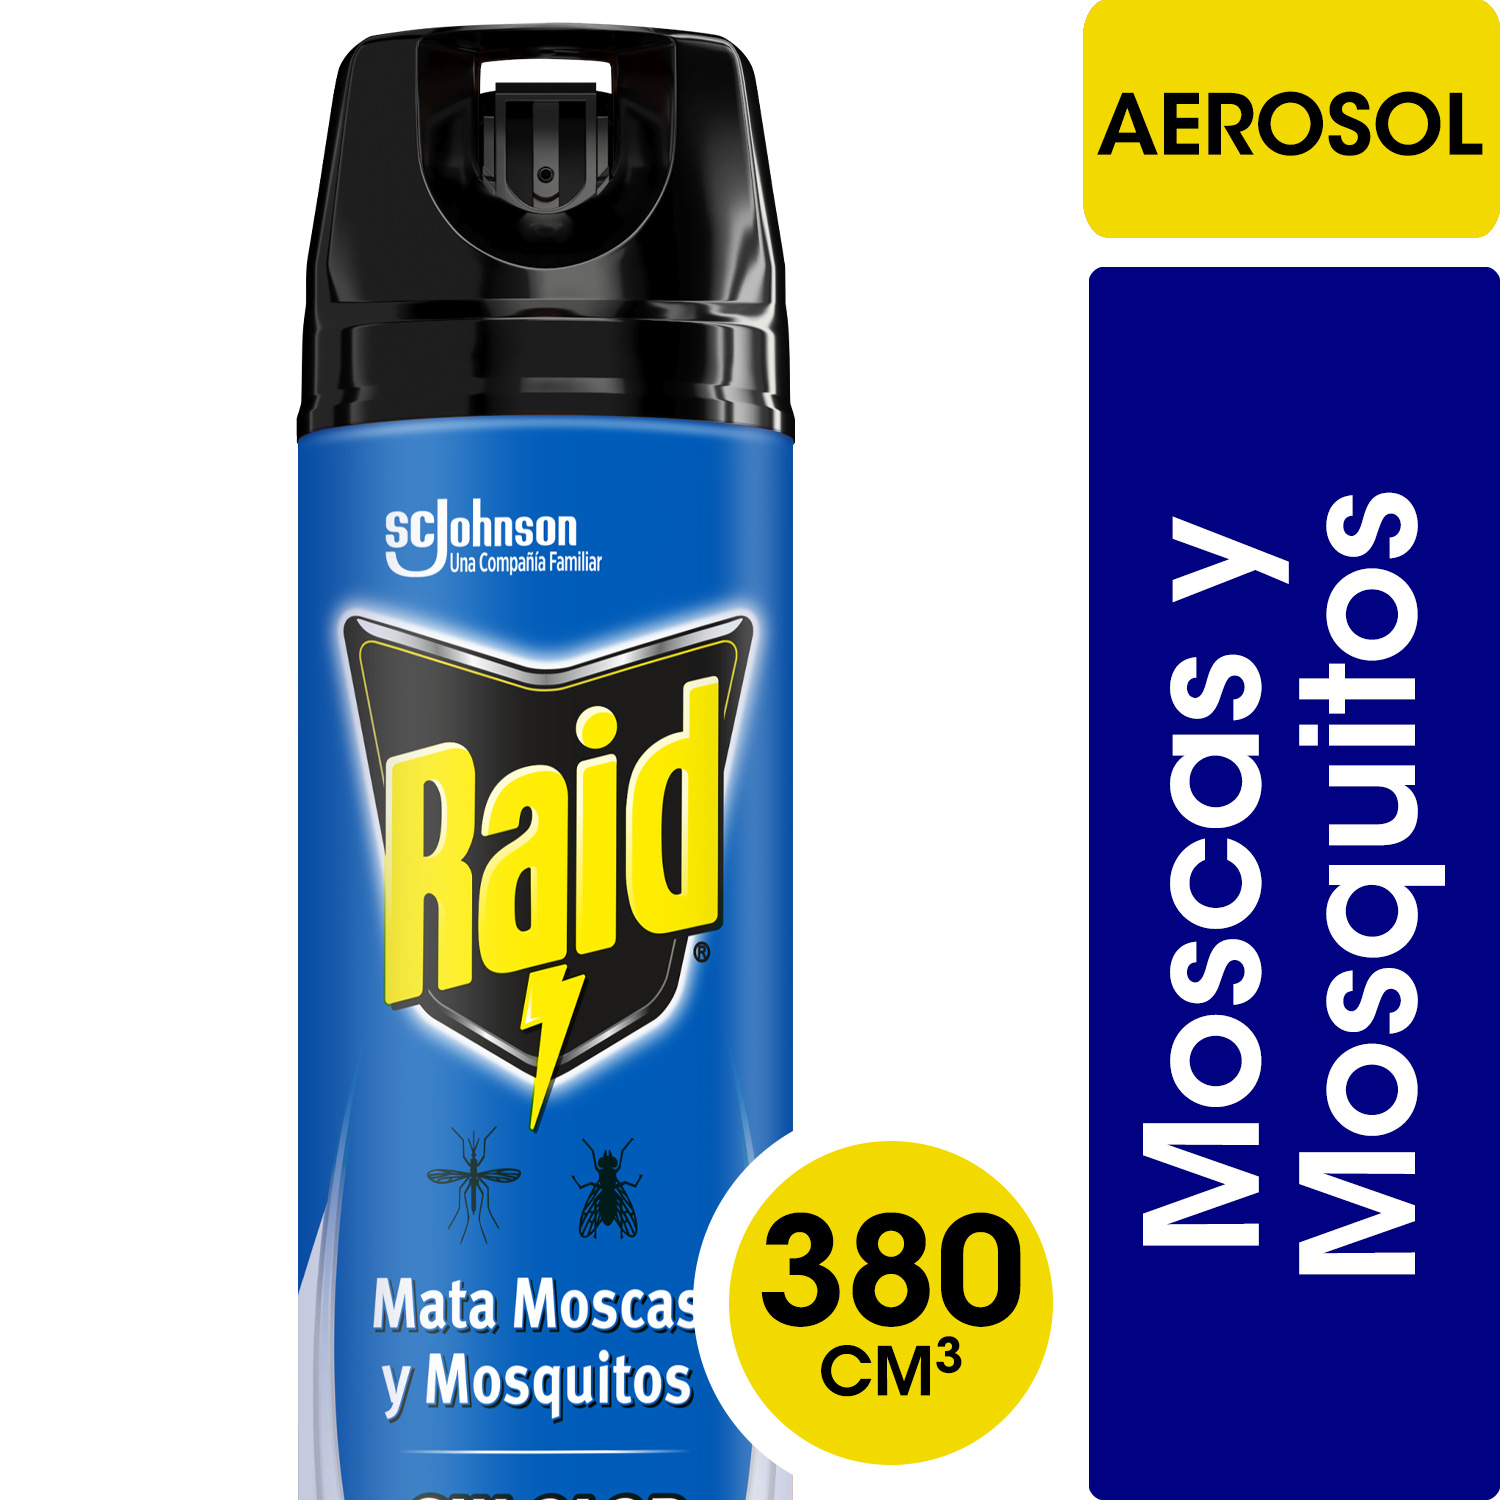 AEROSOL
Moscas y
Mosquitos
scJohnson
Una Compañía Familiar
Raid
®
Mata Moscas
y Mosquitos
380
CM³